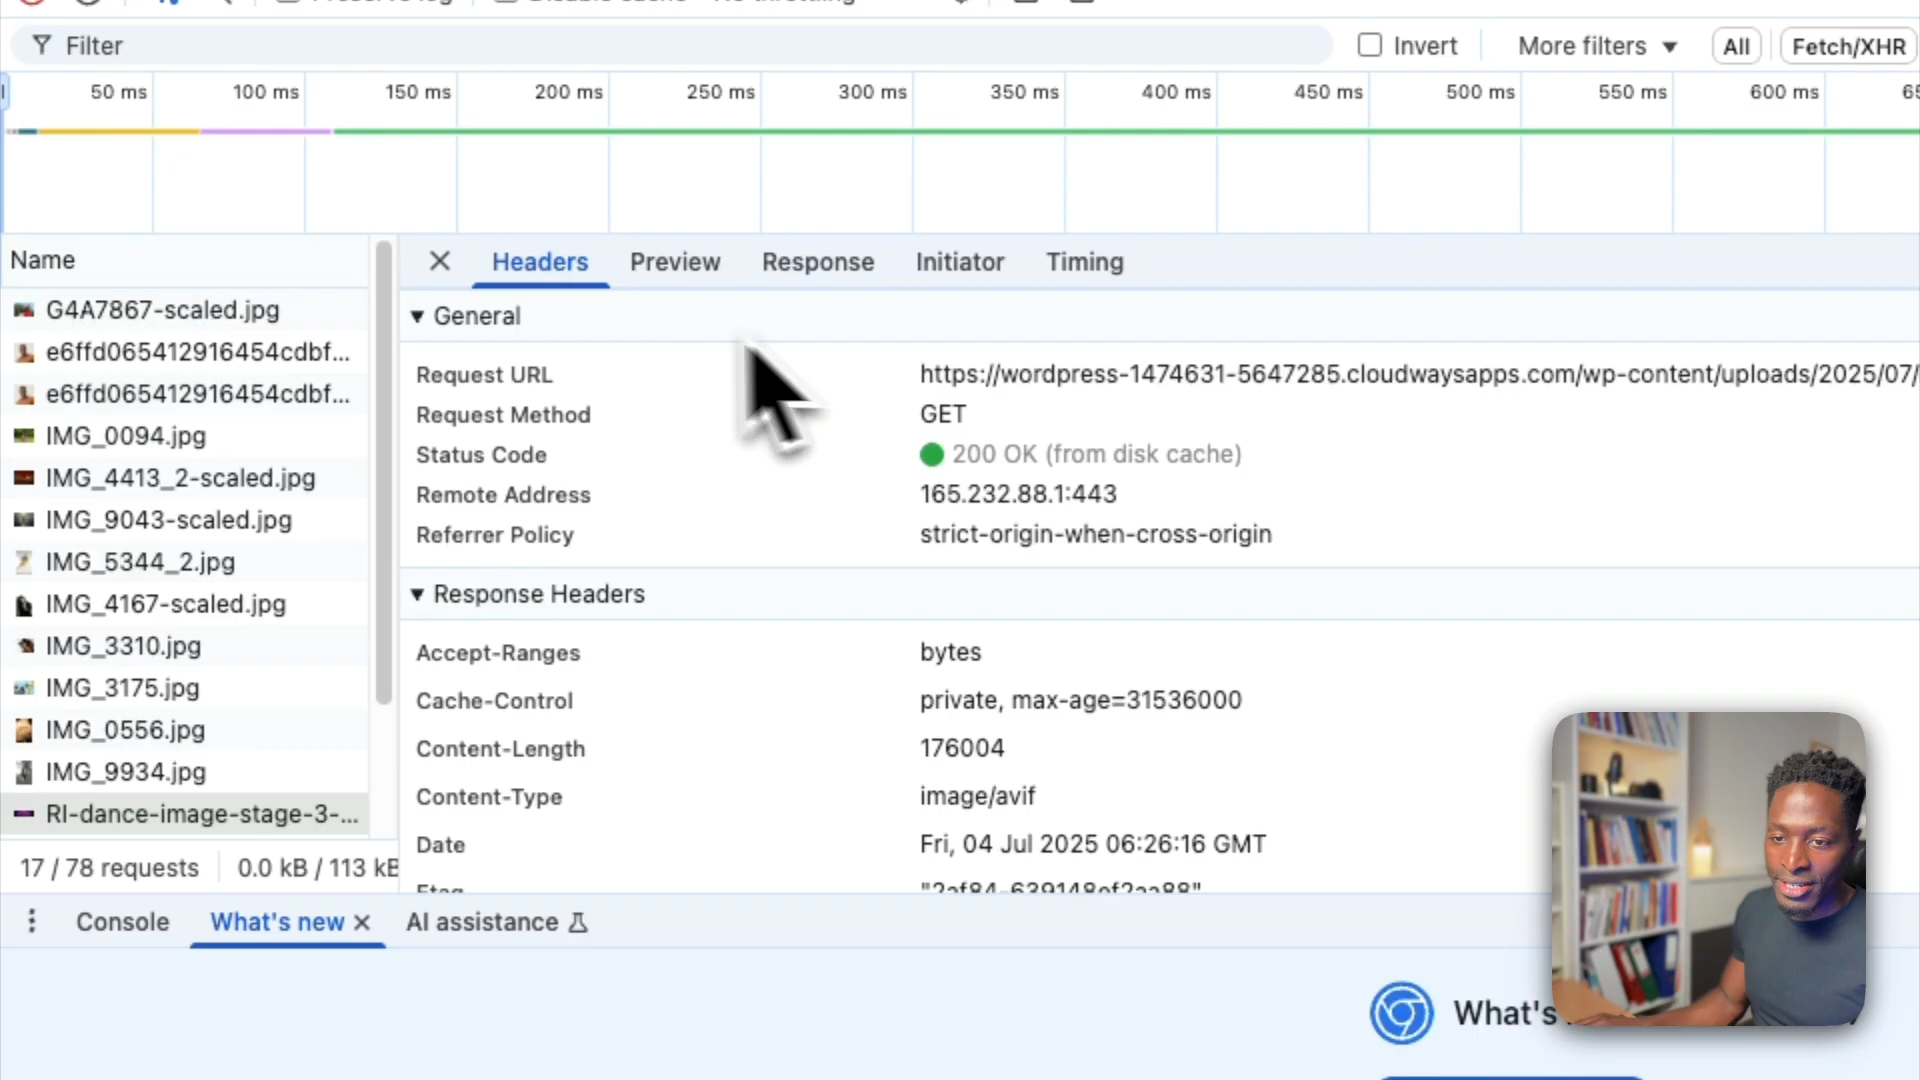 Filter
Invert
More filters
All
Fetch/XHR
50 ms
100 ms
150 ms
200 ms
250 ms
300 ms
350 ms
400 ms
450 ms
500 ms
550 ms
600 ms
Name
Headers
Preview
Response
Initiator
Timing
G4A7867-scaled.jpg
e6ffd065412916454cdbf...
e6ffd065412916454cdbf...
IMG_0094.jpg
IMG_4413_2-scaled.jpg
IMG_9043-scaled.jpg
IMG_5344_2.jpg
IMG_4167-scaled.jpg
IMG_3310.jpg
IMG_3175.jpg
IMG_0556.jpg
IMG_9934.jpg
RI-dance-image-stage-3-...
17 / 78 requests
0.0 kB / 113 kB
General
Request URL
https://wordpress-1474631-5647285.cloudwaysapps.com/wp-content/uploads/2025/07/
Request Method
GET
Status Code
200 OK (from disk cache)
Remote Address
165.232.88.1:443
Referrer Policy
strict-origin-when-cross-origin
Response Headers
Accept-Ranges
bytes
Cache-Control
private, max-age=31536000
Content-Length
176004
Content-Type
image/avif
Date
Fri, 04 Jul 2025 06:26:16 GMT
Console
What's new
AI assistance
What's